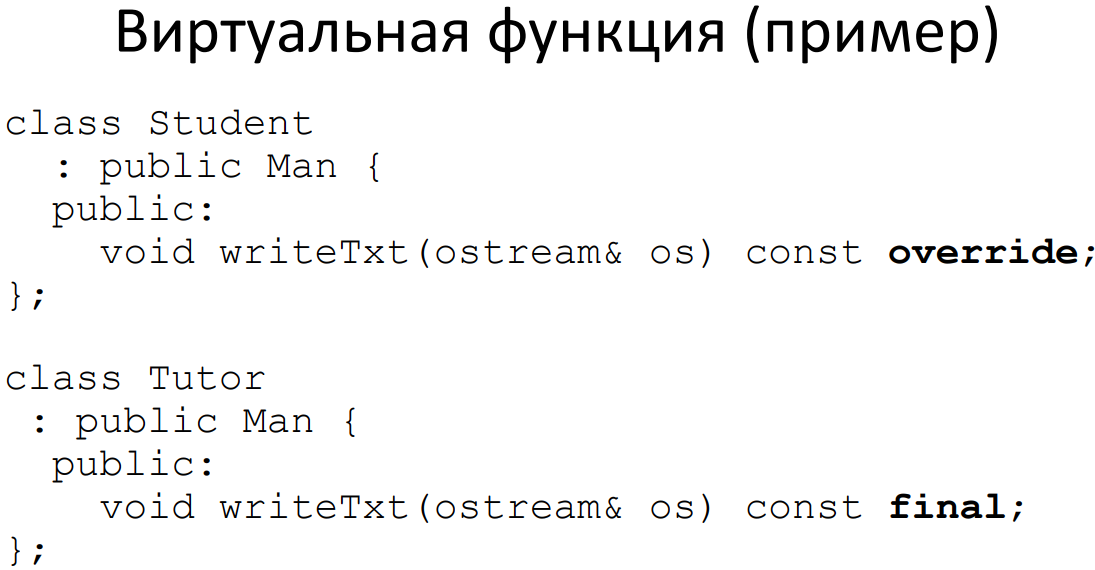 Виртуальная функция (пример)
class Student
  : public Man {
  public:
    void writeTxt(ostream& os) const override;
};

class Tutor
 : public Man {
  public:
    void writeTxt(ostream& os) const final;
};